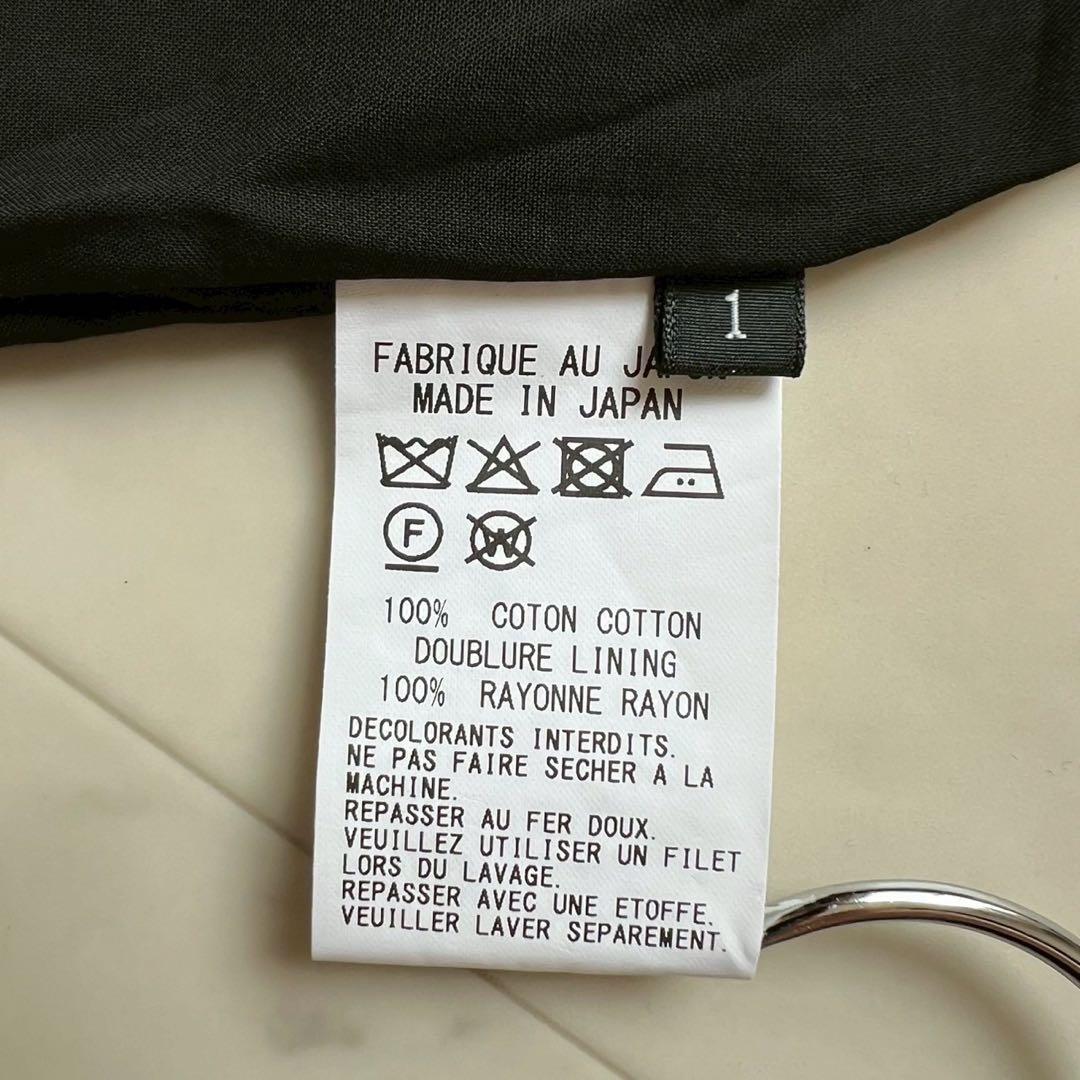 1
FABRIQUE AU
MADE IN JAPAN
F
W
100% COTON COTTON
DOUBLURE LINING
100% RAYONNE RAYON
DECOLORANTS INTERDITS.
NE PAS FAIRE SECHER A LA
MACHINE.
REPASSER AU FER DOUX.
VEUILLEZ UTILISER UN FILET
LORS DU LAVAGE.
REPASSER AVEC UNE ETOFFE.
VEUILLER LAVER SEPAREMENT.